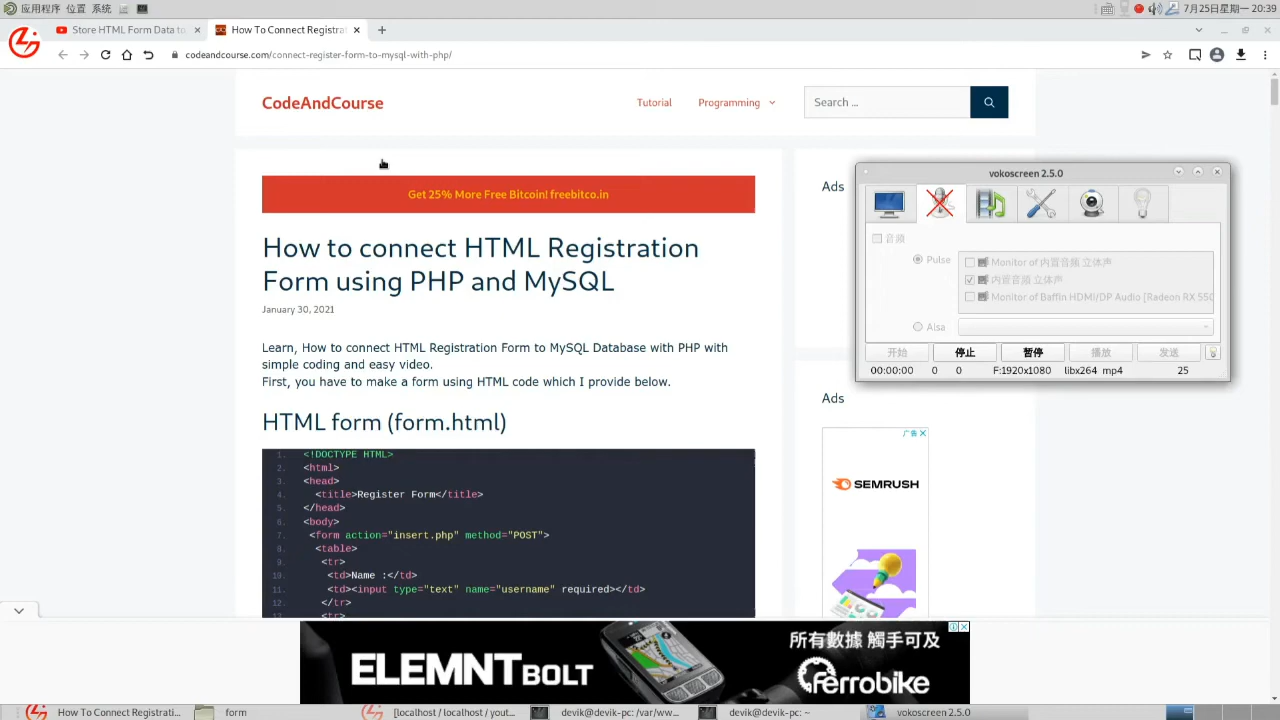 应用程序 位置 系统
7月25日星期一 20:39
Store HTML Form Data to
How To Connect Registrat
codeandcourse.com/connect-register-form-to-mysql-with-php/
CodeAndCourse
Tutorial
Programming
Search ...
Get 25% More Free Bitcoin! freebitco.in
How to connect HTML Registration
Form using PHP and MySQL
January 30, 2021
Learn, How to connect HTML Registration Form to MySQL Database with PHP with
simple coding and easy video.
First, you have to make a form using HTML code which I provide below.
HTML form (form.html)
1. <!DOCTYPE HTML>
2. <html>
3. <head>
4. <title>Register Form</title>
5. </head>
6. <body>
7. <form action="insert.php" method="POST">
8. <table>
9. <tr>
10. <td>Name :</td>
11. <td><input type="text" name="username" required></td>
12. </tr>
13. <tr>
Ads
vokoscreen 2.5.0
音频
Pulse
Monitor of 内置音频 立体声
内置音频 立体声
Monitor of Baffin HDMI/DP Audio [Radeon RX 550
Alsa
开始
停止
暂停
播放
发送
00:00:00
0
0
F:1920x1080
libx264
mp4
25
Ads
广告
SEMRUSH
ELEMNT BOLT
所有數據 觸手可及
ferrobike
How To Connect Registrati...
form
[localhost / localhost / yout...
devik@devik-pc: /var/ww...
devik@devik-pc: ~
vokoscreen 2.5.0